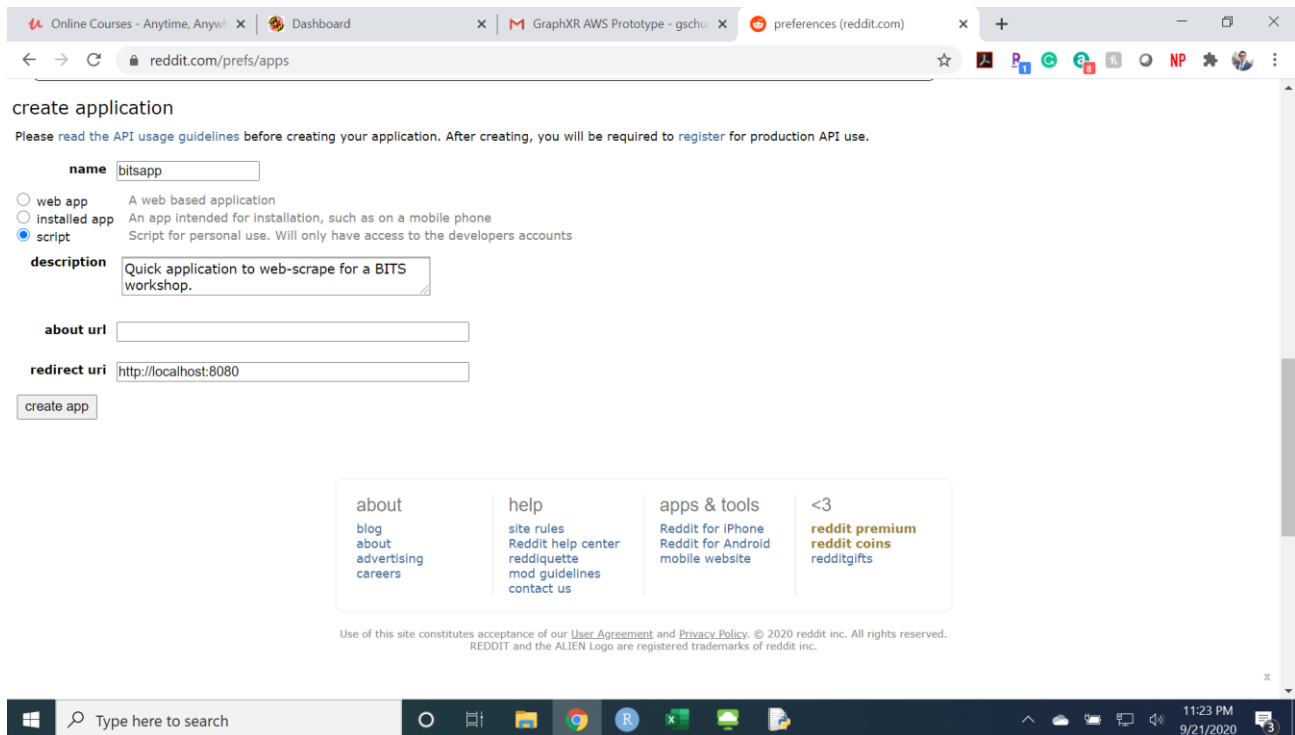 Online Courses - Anytime, Anywh
Dashboard
GraphXR AWS Prototype - gschu
preferences (reddit.com)
reddit.com/prefs/apps
1
8
NP
create application
Please read the API usage guidelines before creating your application. After creating, you will be required to register for production API use.
name bitsapp
web app A web based application
installed app An app intended for installation, such as on a mobile phone
script Script for personal use. Will only have access to the developers accounts
description Quick application to web-scrape for a BITS
workshop.
about url
redirect uri http://localhost:8080
create app
about help apps & tools <3
blog site rules Reddit for iPhone reddit premium
about Reddit help center Reddit for Android reddit coins
advertising reddiquette mobile website redditgifts
careers mod guidelines
contact us
Use of this site constitutes acceptance of our User Agreement and Privacy Policy. © 2020 reddit inc. All rights reserved.
REDDIT and the ALIEN Logo are registered trademarks of reddit inc.
π
Type here to search
R
11:23 PM
9/21/2020
3